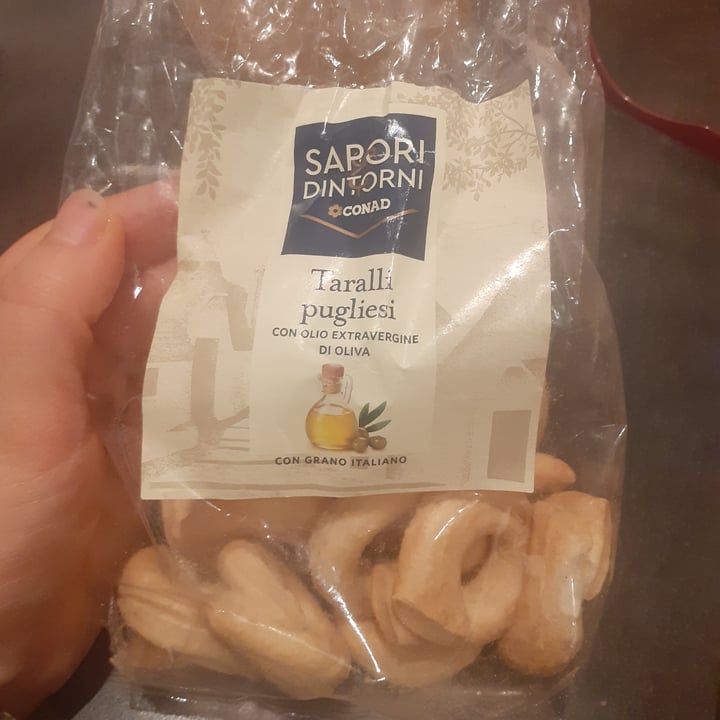 SAPORI
DINTORNI
CONAD
Taralli
pugliesi
CON OLIO EXTRAVERGINE
DI OLIVA
CON GRANO ITALIANO